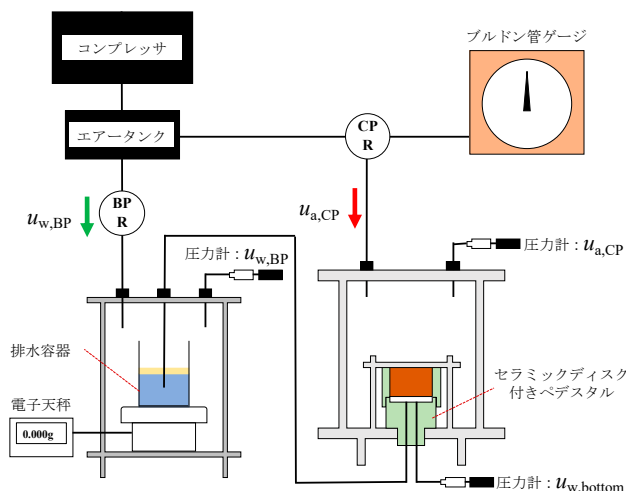 コンプレッサ
ブルドン管ゲージ
エアータンク
CP
R
BP
R
u_w,BP
u_a,CP
圧力計：u_w,BP
圧力計：u_a,CP
排水容器
セラミックディスク
付きペデスタル
電子天秤
0.000g
圧力計：u_w,bottom